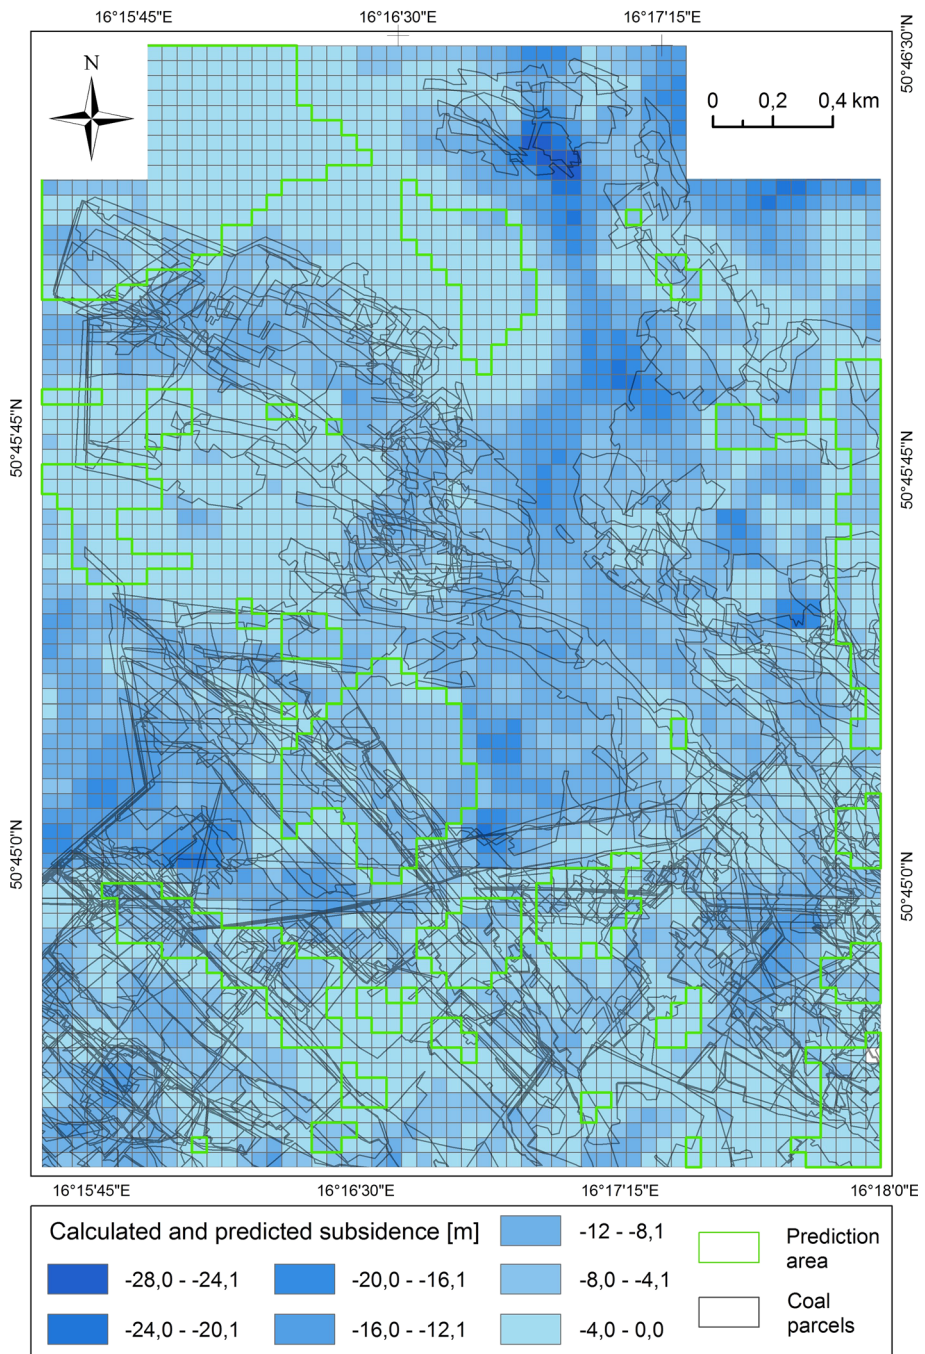 16°15'45"E 16°16'30"E 16°17'15"E
50°46'30"N
N
0 0,2 0,4 km
50°45'45"N
50°45'45"N
50°45'0"N
50°45'0"N
16°15'45"E 16°16'30"E 16°17'15"E 16°18'0"E
Calculated and predicted subsidence [m]
-28,0 - -24,1
-24,0 - -20,1
-20,0 - -16,1
-16,0 - -12,1
-12 - -8,1
-8,0 - -4,1
-4,0 - 0,0
Prediction
area
Coal
parcels